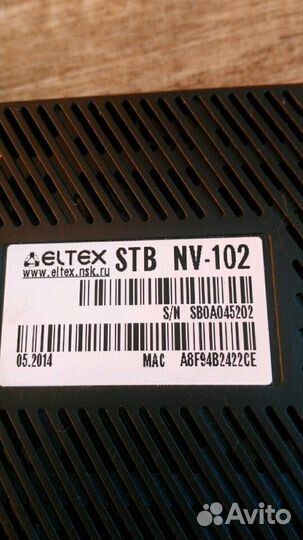 ELTEX STB NV-102
www.eltex.nsk.ru
S/N SB0A045202
05.2014 MAC A8F94B2422CE
Avito